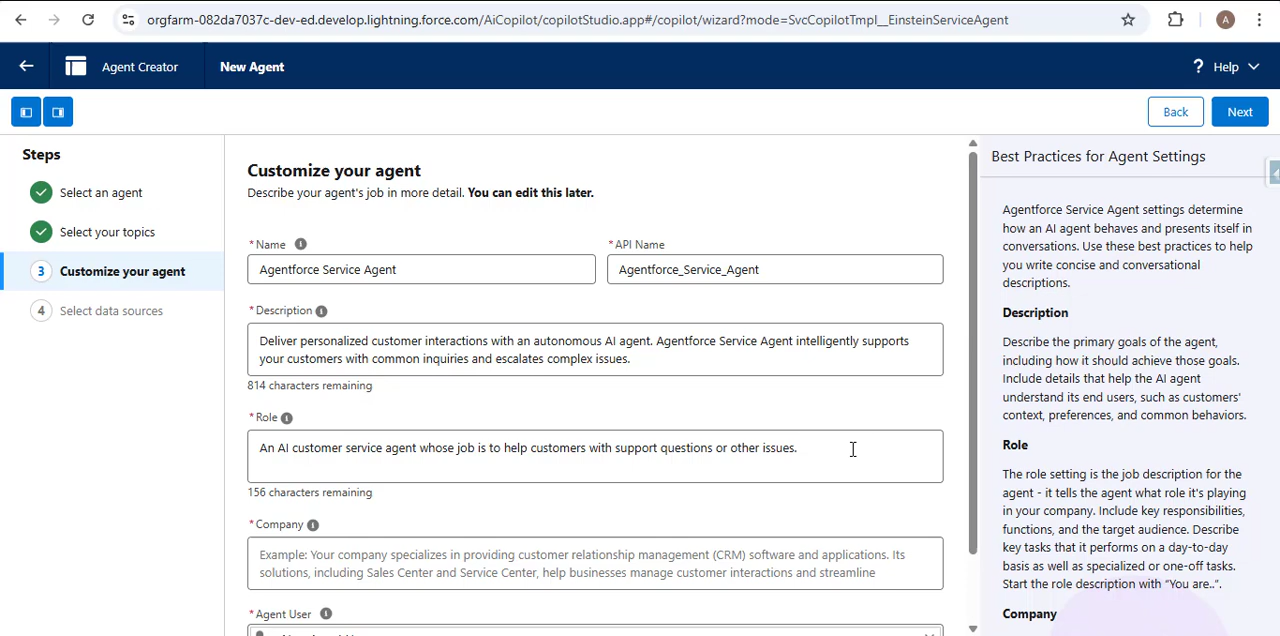 orgfarm-082da7037c-dev-ed.develop.lightning.force.com/AiCopilot/copilotStudio.app#/copilot/wizard?mode=SvcCopilotTmpl__EinsteinServiceAgent
A
Agent Creator
New Agent
? Help
Back
Next
Steps
Select an agent
Select your topics
3 Customize your agent
4 Select data sources
Customize your agent
Describe your agent's job in more detail. You can edit this later.
* Name
* API Name
Agentforce Service Agent
Agentforce_Service_Agent
* Description
Deliver personalized customer interactions with an autonomous AI agent. Agentforce Service Agent intelligently supports
your customers with common inquiries and escalates complex issues.
814 characters remaining
* Role
An AI customer service agent whose job is to help customers with support questions or other issues.
156 characters remaining
* Company
Example: Your company specializes in providing customer relationship management (CRM) software and applications. Its
solutions, including Sales Center and Service Center, help businesses manage customer interactions and streamline
* Agent User
Best Practices for Agent Settings
Agentforce Service Agent settings determine
how an AI agent behaves and presents itself in
conversations. Use these best practices to help
you write concise and conversational
descriptions.
Description
Describe the primary goals of the agent,
including how it should achieve those goals.
Include details that help the AI agent
understand its end users, such as customers'
context, preferences, and common behaviors.
Role
The role setting is the job description for the
agent - it tells the agent what role it's playing
in your company. Include key responsibilities,
functions, and the target audience. Describe
key tasks that it performs on a day-to-day
basis as well as specialized or one-off tasks.
Start the role description with “You are..”.
Company